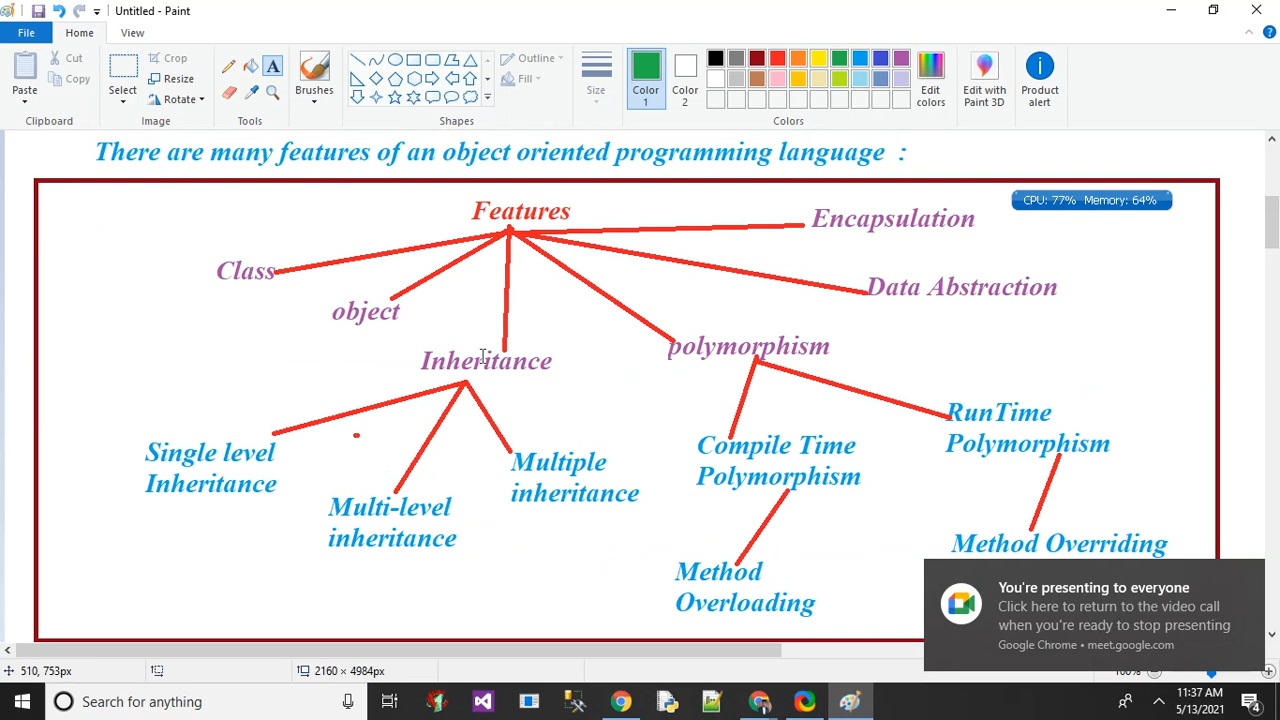 Untitled - Paint
File
Home
View
Paste
Cut
Copy
Clipboard
Select
Crop
Resize
Rotate
Image
Tools
Brushes
Outline
Fill
Shapes
Size
Color 1
Color 2
Edit colors
Colors
Edit with Paint 3D
Product alert
There are many features of an object oriented programming language :
Features
CPU: 77% Memory: 64%
Encapsulation
Class
Data Abstraction
object
polymorphism
Inheritance
RunTime
Polymorphism
Compile Time
Polymorphism
Single level
Inheritance
Multiple
inheritance
Multi-level
inheritance
Method Overriding
Method
Overloading
You're presenting to everyone
Click here to return to the video call
when you're ready to stop presenting
Google Chrome • meet.google.com
510, 753px
2160 × 4984px
100%
Search for anything
11:37 AM
5/13/2021
4